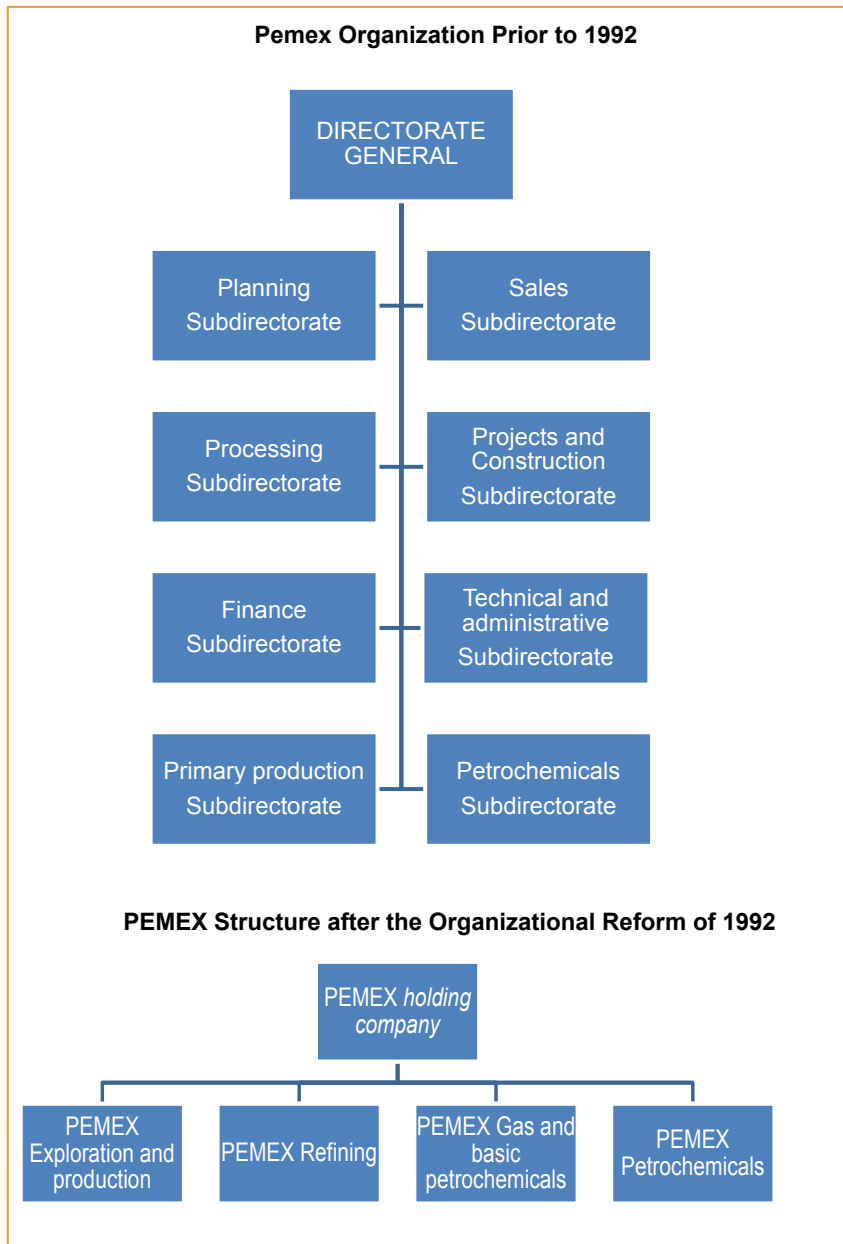 Pemex Organization Prior to 1992
DIRECTORATE
GENERAL
Planning
Subdirectorate
Sales
Subdirectorate
Processing
Subdirectorate
Projects and
Construction
Subdirectorate
Finance
Subdirectorate
Technical and
administrative
Subdirectorate
Primary production
Subdirectorate
Petrochemicals
Subdirectorate
PEMEX Structure after the Organizational Reform of 1992
PEMEX holding
company
PEMEX
Exploration and
production
PEMEX Refining
PEMEX Gas and
basic
petrochemicals
PEMEX
Petrochemicals